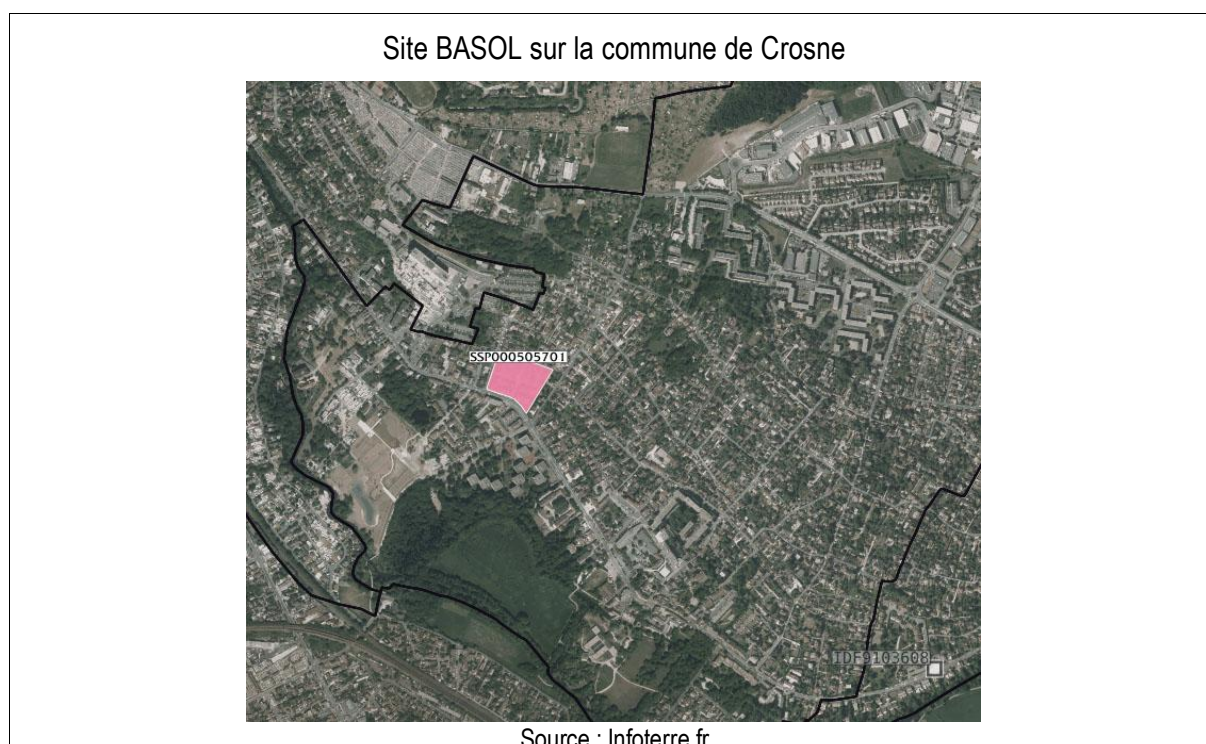 Site BASOL sur la commune de Crosne
SSP000505701
IDF9103608
Source : Infoterre.fr